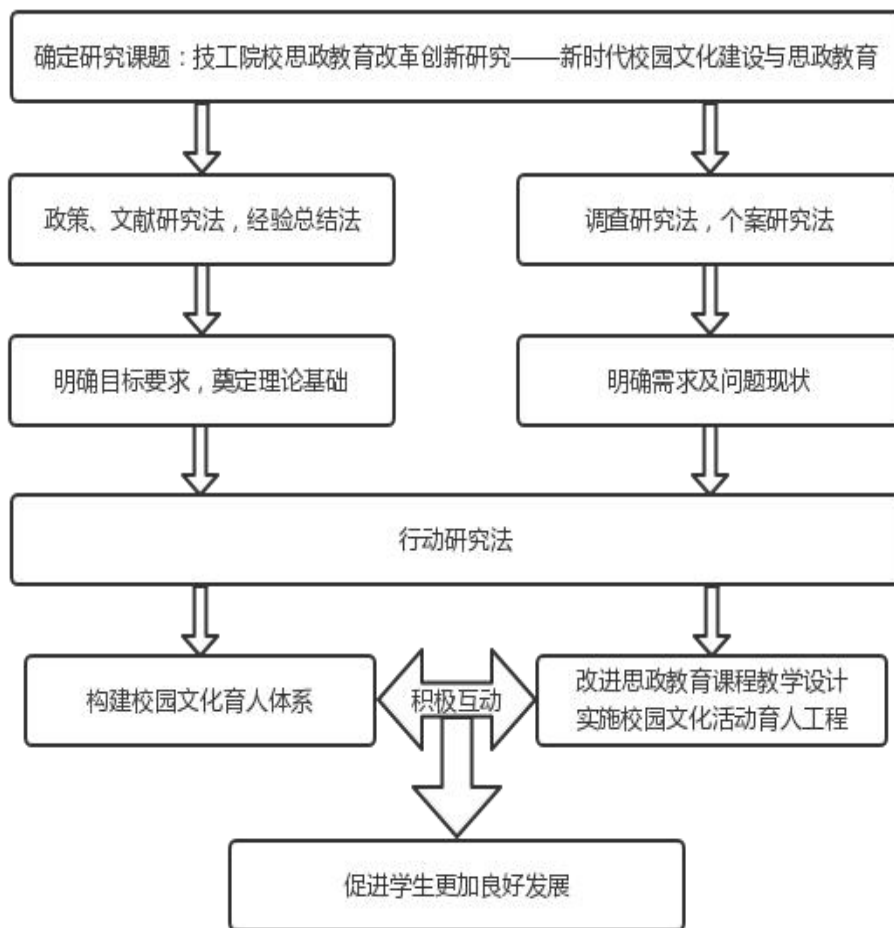 确定研究课题：技工院校思政教育改革创新研究——新时代校园文化建设与思政教育
政策、文献研究法，经验总结法
调查研究法，个案研究法
明确目标要求，奠定理论基础
明确需求及问题现状
行动研究法
构建校园文化育人体系
积极互动
改进思政教育课程教学设计
实施校园文化活动育人工程
促进学生更加良好发展